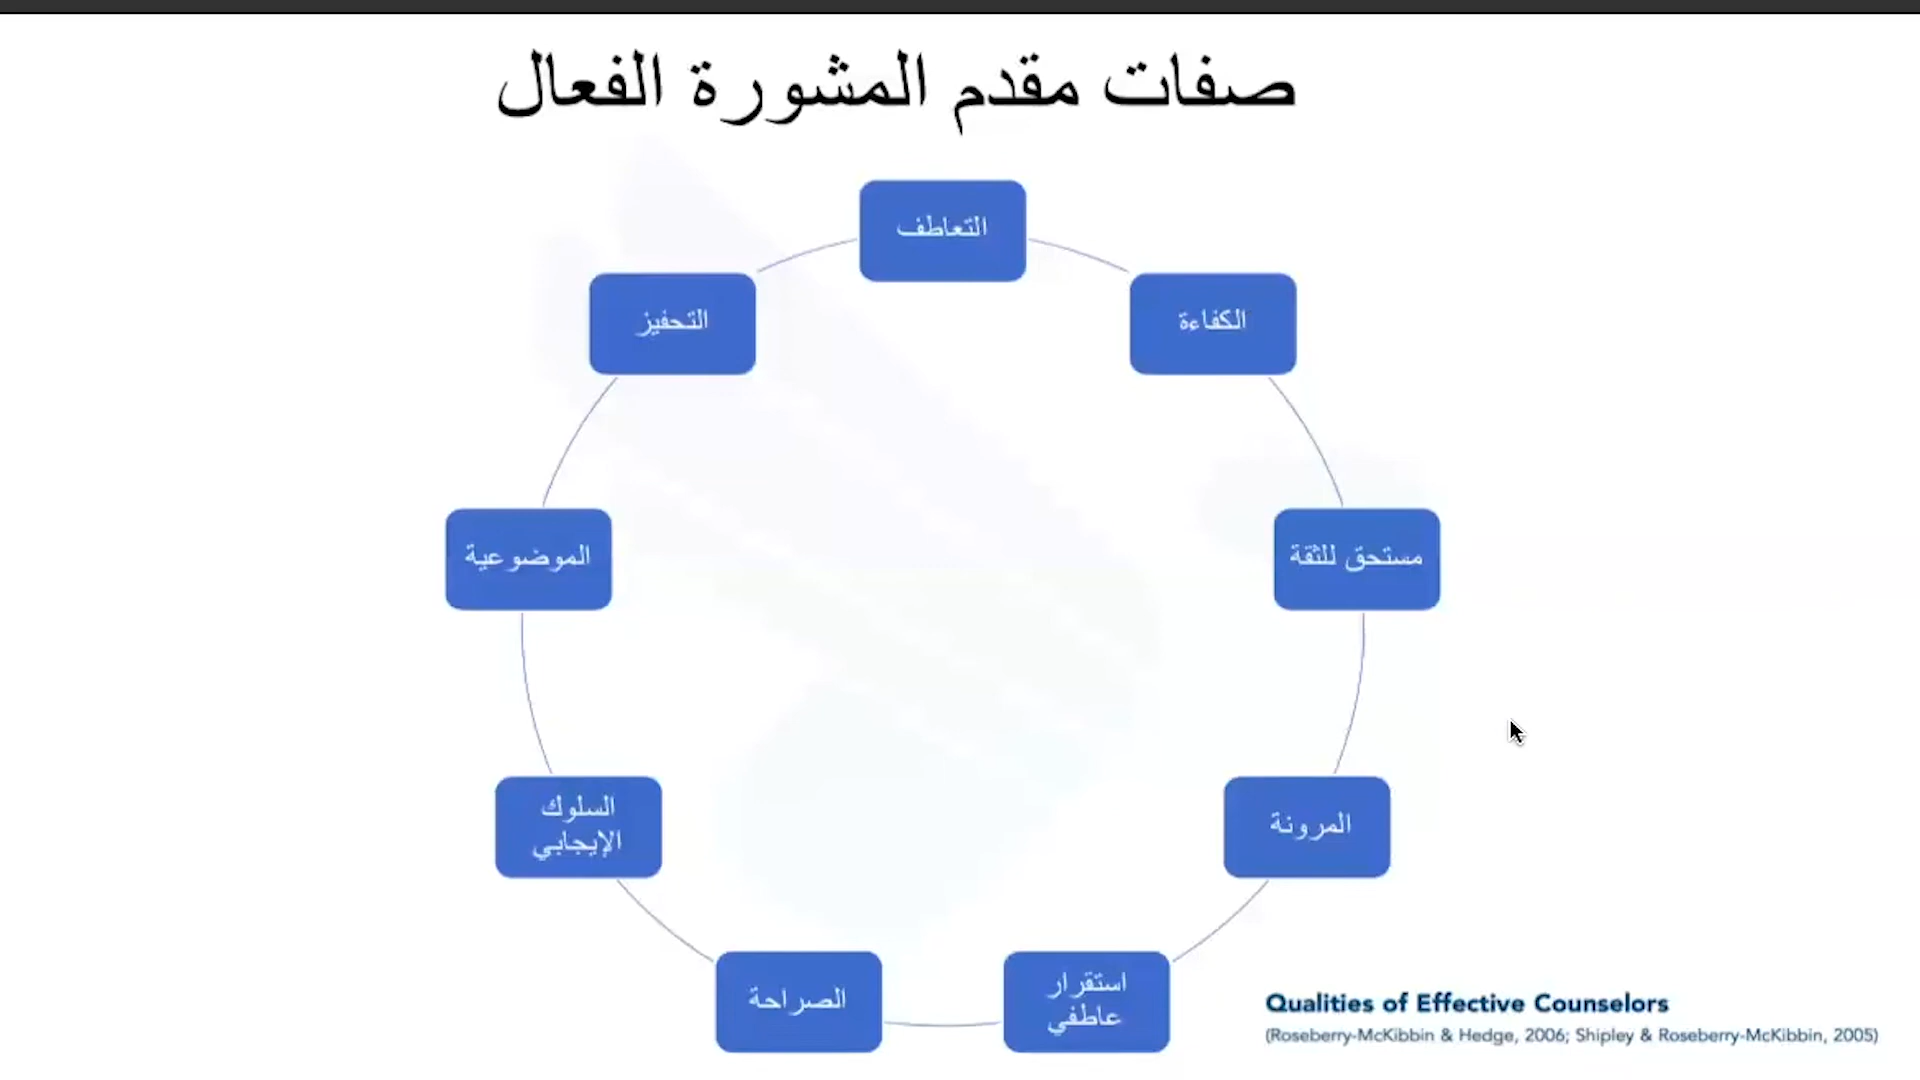 صفات مقدم المشورة الفعال
التعاطف
الكفاءة
مستحق للثقة
المرونة
استقرار
عاطفي
الصراحة
السلوك
الإيجابي
الموضوعية
التحفيز
Qualities of Effective Counselors
(Roseberry-McKibbin & Hedge, 2006; Shipley & Roseberry-McKibbin, 2005)